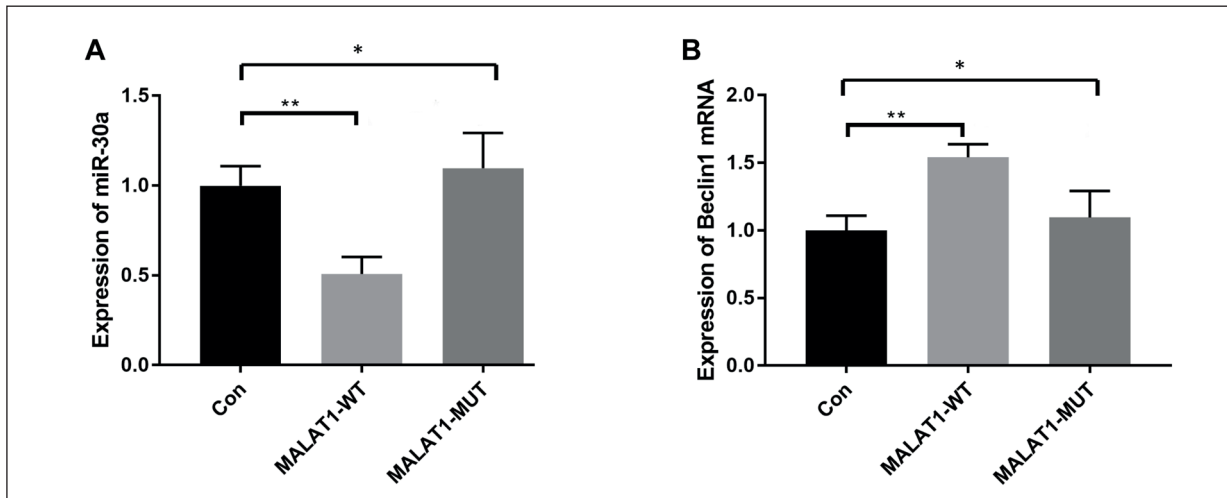 A
*
**
Expression of miR-30a
1.5
1.0
0.5
0.0
Con
MALAT1-WT
MALAT1-MUT
B
*
**
Expression of Beclin1 mRNA
2.0
1.5
1.0
0.5
0.0
Con
MALAT1-WT
MALAT1-MUT